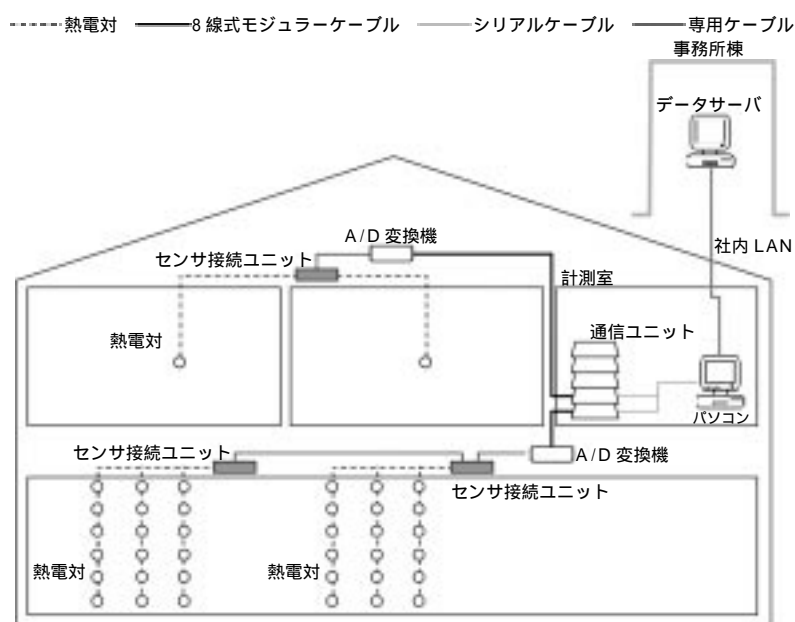 熱電対 8線式モジュラーケーブル シリアルケーブル 専用ケーブル
事務所棟
データサーバ
社内 LAN
A/D 変換機
センサ接続ユニット
計測室
熱電対
通信ユニット
パソコン
センサ接続ユニット
A/D 変換機
センサ接続ユニット
熱電対
熱電対